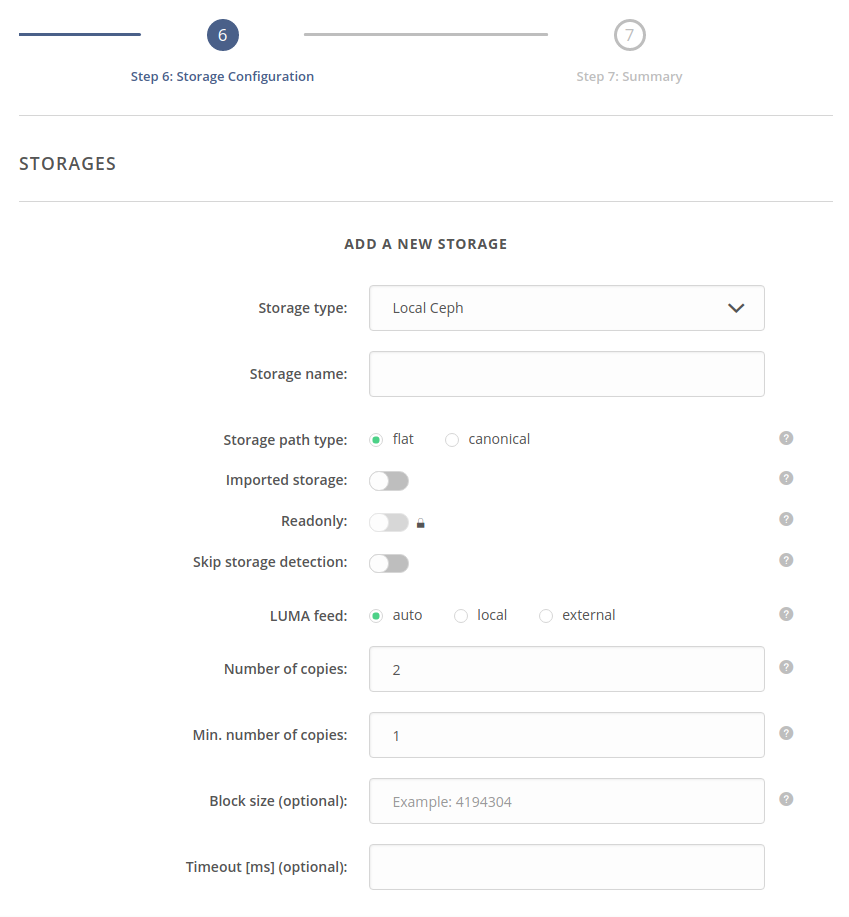 6
7
Step 6: Storage Configuration
Step 7: Summary
STORAGES
ADD A NEW STORAGE
Storage type: Local Ceph
Storage name:
Storage path type: flat canonical ?
Imported storage: ?
Readonly: ?
Skip storage detection: ?
LUMA feed: auto local external ?
Number of copies: 2 ?
Min. number of copies: 1 ?
Block size (optional): Example: 4194304 ?
Timeout [ms] (optional):